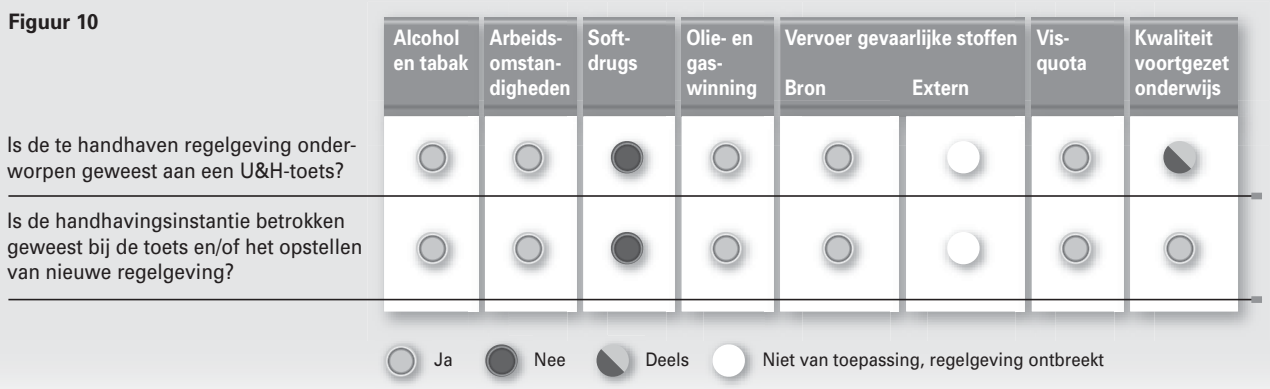 Figuur 10
Alcohol
en tabak
Arbeids-
omstan-
digheden
Soft-
drugs
Olie- en
gas-
winning
Vervoer gevaarlijke stoffen
Bron
Extern
Vis-
quota
Kwaliteit
voortgezet
onderwijs
Is de te handhaven regelgeving onder-
worpen geweest aan een U&H-toets?
Is de handhavingsinstantie betrokken
geweest bij de toets en/of het opstellen
van nieuwe regelgeving?
Ja
Nee
Deels
Niet van toepassing, regelgeving ontbreekt